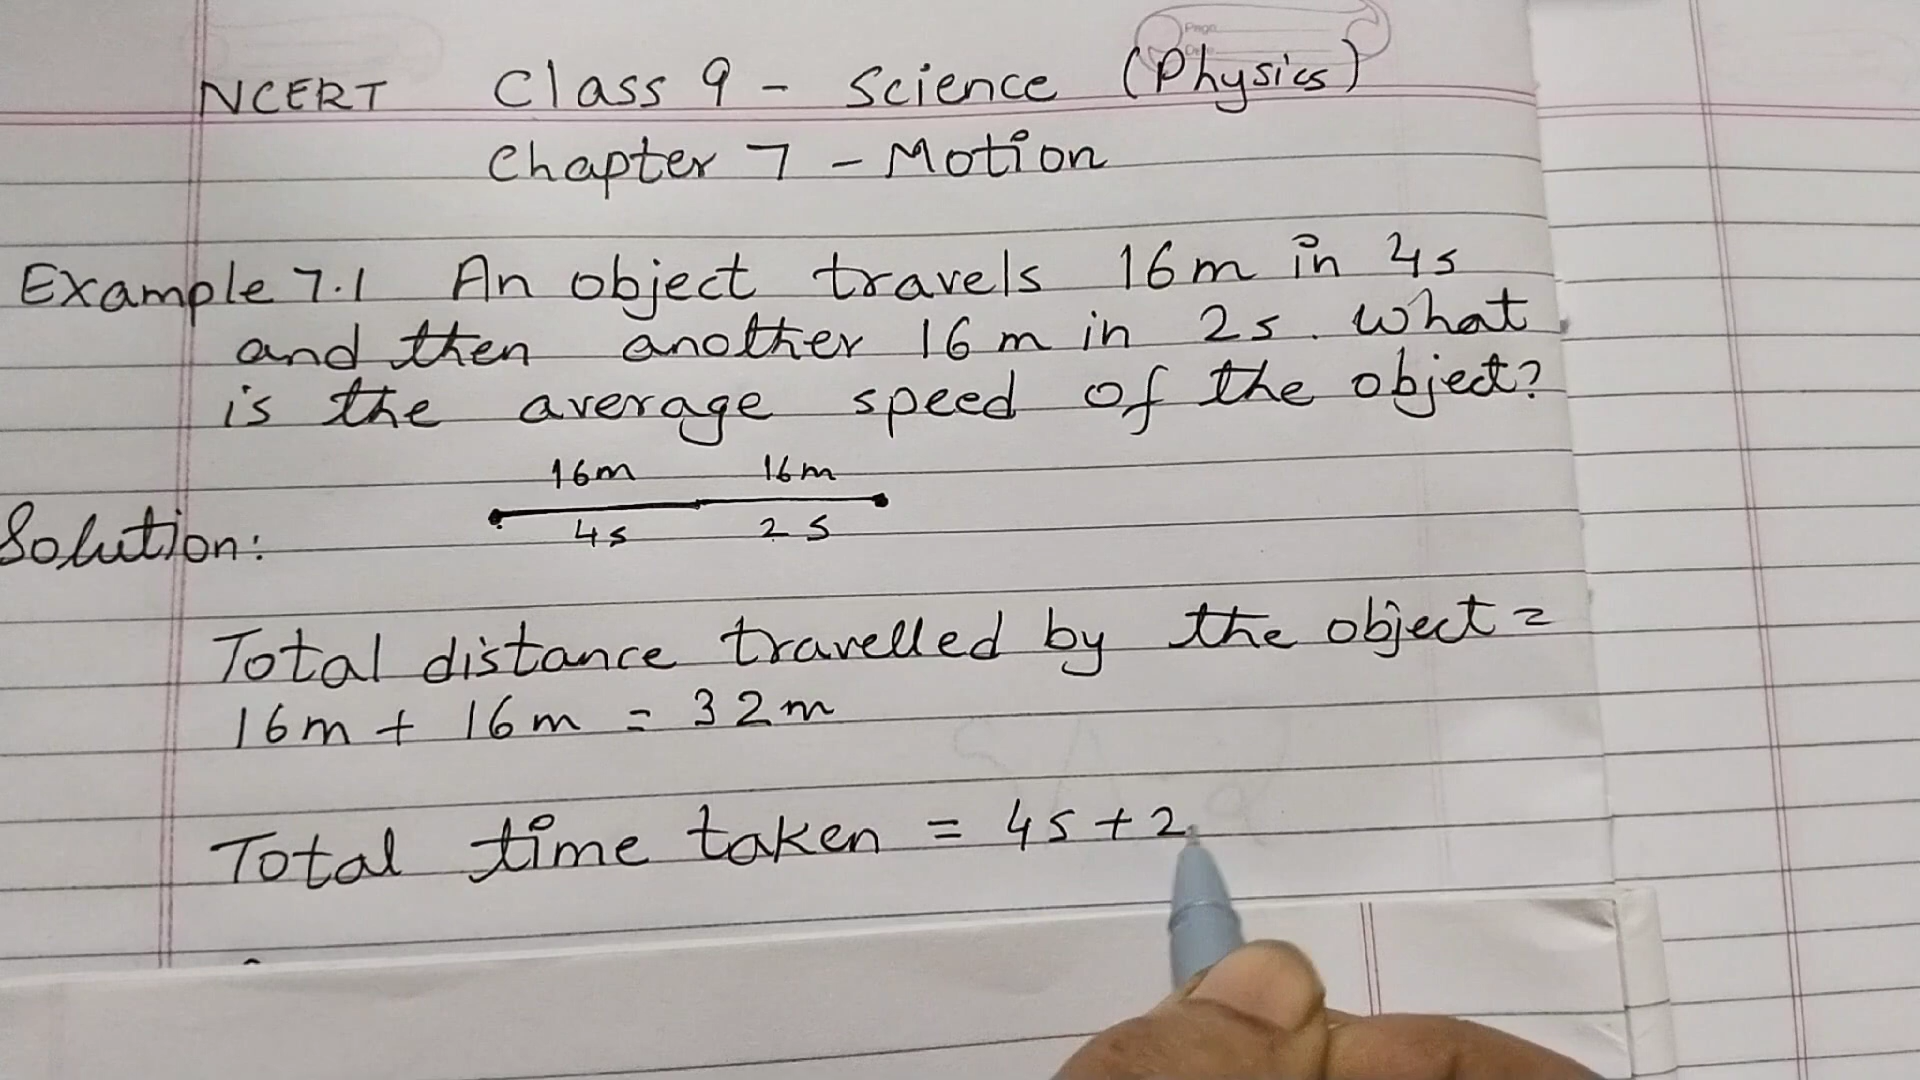 Page
NCERT Class 9 - Science (Physics)
Chapter 7 - Motion
Example 7.1 An object travels 16m in 4s
and then another 16m in 2s. What
is the average speed of the object?
16m 16m
4s 2s
Solution:
Total distance travelled by the object =
16m + 16m = 32m
Total time taken = 4s + 2